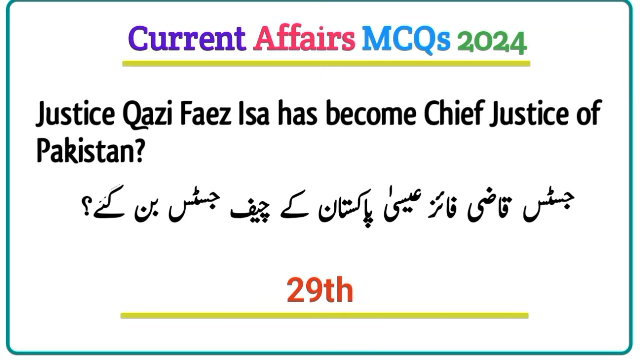 Current Affairs MCQs 2024
Justice Qazi Faez Isa has become Chief Justice of
Pakistan?
جسٹس قاضی فائز عیسیٰ پاکستان کے چیف جسٹس بن گئے؟
29th